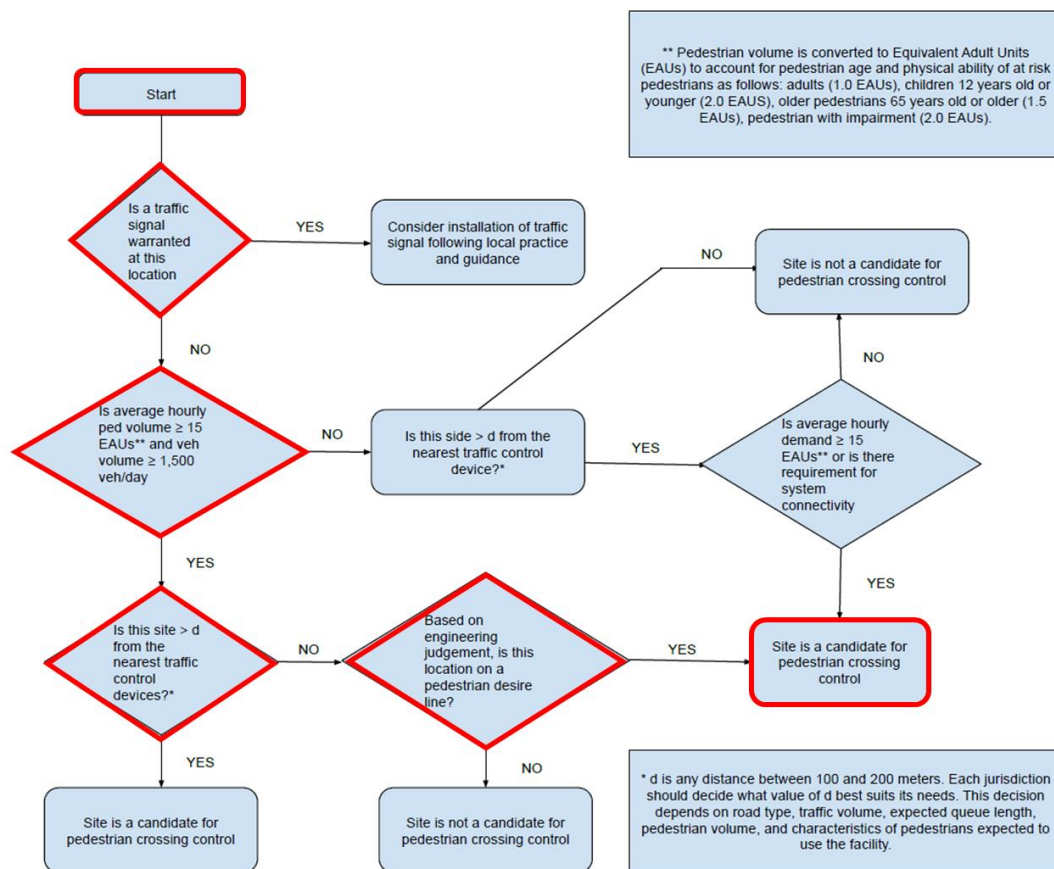 ** Pedestrian volume is converted to Equivalent Adult Units
(EAUs) to account for pedestrian age and physical ability of at risk
pedestrians as follows: adults (1.0 EAUs), children 12 years old or
younger (2.0 EAUS), older pedestrians 65 years old or older (1.5
EAUs), pedestrian with impairment (2.0 EAUs).
Start
Is a traffic
signal
warranted
at this
location
YES
Consider installation of traffic
signal following local practice
and guidance
NO
Site is not a candidate for
pedestrian crossing control
NO
NO
Is average hourly
ped volume ≥ 15
EAUs** and veh
volume ≥ 1,500
veh/day
NO
Is this side > d from the
nearest traffic control
device?*
YES
Is average hourly
demand ≥ 15
EAUs** or is there
requirement for
system
connectivity
YES
YES
Is this site > d
from the
nearest traffic
control
devices?*
NO
Based on
engineering
judgement, is this
location on a
pedestrian desire
line?
YES
Site is a candidate for
pedestrian crossing
control
YES
NO
Site is a candidate for
pedestrian crossing control
Site is not a candidate for
pedestrian crossing control
* d is any distance between 100 and 200 meters. Each jurisdiction
should decide what value of d best suits its needs. This decision
depends on road type, traffic volume, expected queue length,
pedestrian volume, and characteristics of pedestrians expected to
use the facility.